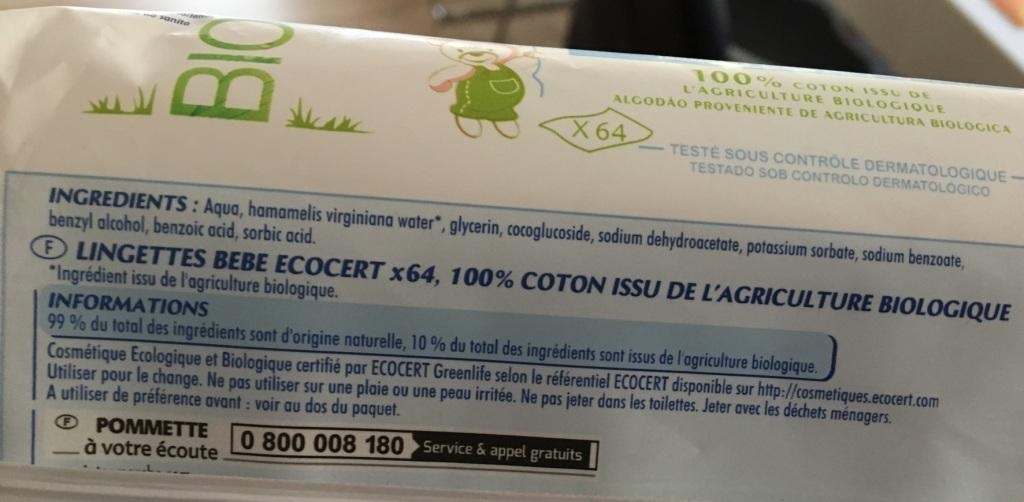 sanito
BIO
100% COTON ISSU DE
L'AGRICULTURE BIOLOGIQUE
ALGODÃO PROVENIENTE DE AGRICULTURA BIOLOGICA
X 64
TESTÉ SOUS CONTRÔLE DERMATOLOGIQUE
TESTADO SOB CONTROLO DERMATOLÓGICO
INGREDIENTS : Aqua, hamamelis virginiana water*, glycerin, cocoglucoside, sodium dehydroacetate, potassium sorbate, sodium benzoate,
benzyl alcohol, benzoic acid, sorbic acid.
F LINGETTES BEBE ECOCERT x64, 100% COTON ISSU DE L'AGRICULTURE BIOLOGIQUE
*Ingrédient issu de l'agriculture biologique.
INFORMATIONS
99 % du total des ingrédients sont d'origine naturelle, 10 % du total des ingrédients sont issus de l'agriculture biologique.
Cosmétique Ecologique et Biologique certifié par ECOCERT Greenlife selon le référentiel ECOCERT disponible sur http://cosmetiques.ecocert.com
Utiliser pour le change. Ne pas utiliser sur une plaie ou une peau irritée. Ne pas jeter dans les toilettes. Jeter avec les déchets ménagers.
A utiliser de préférence avant : voir au dos du paquet.
F POMMETTE
à votre écoute
0 800 008 180 Service & appel gratuits